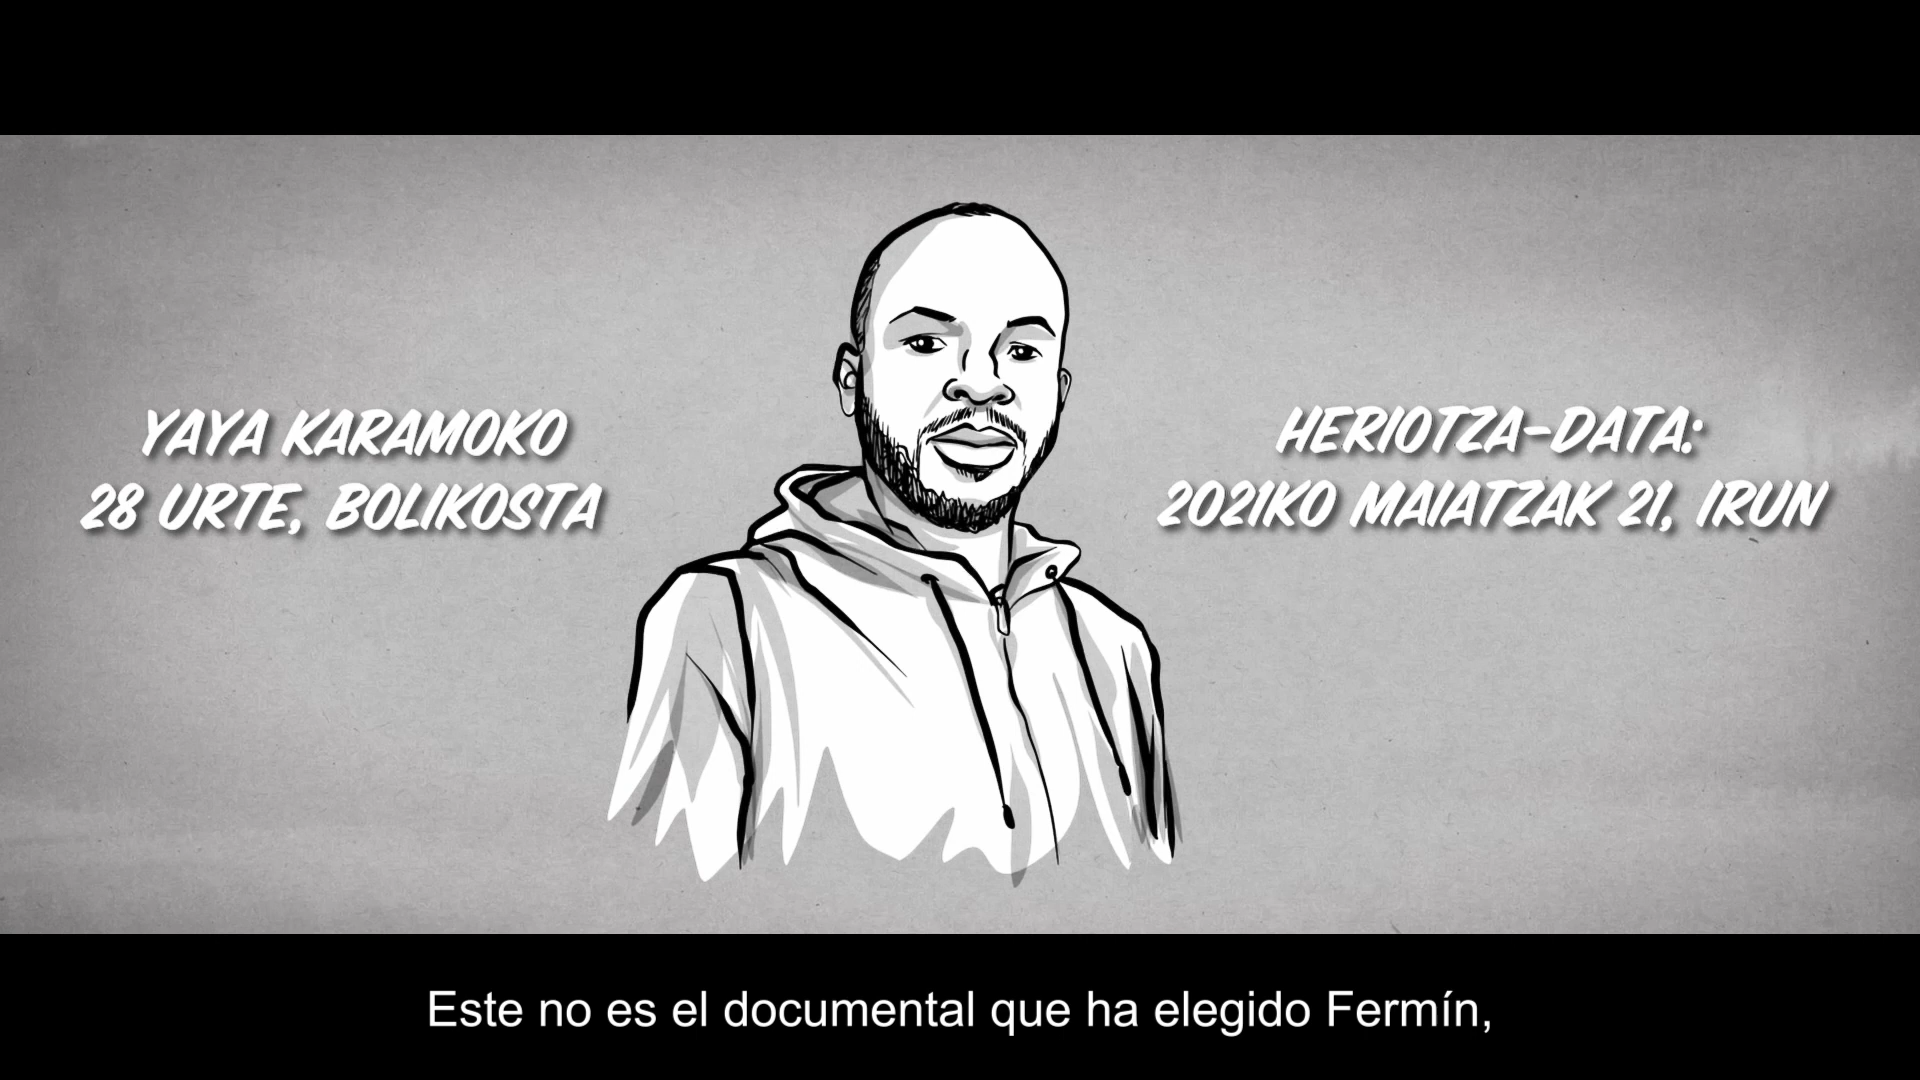 YAYA KARAMOKO
28 URTE, BOLIKOSTA
HERIOTZA-DATA:
2021KO MAIATZAK 21, IRUN
Este no es el documental que ha elegido Fermín,